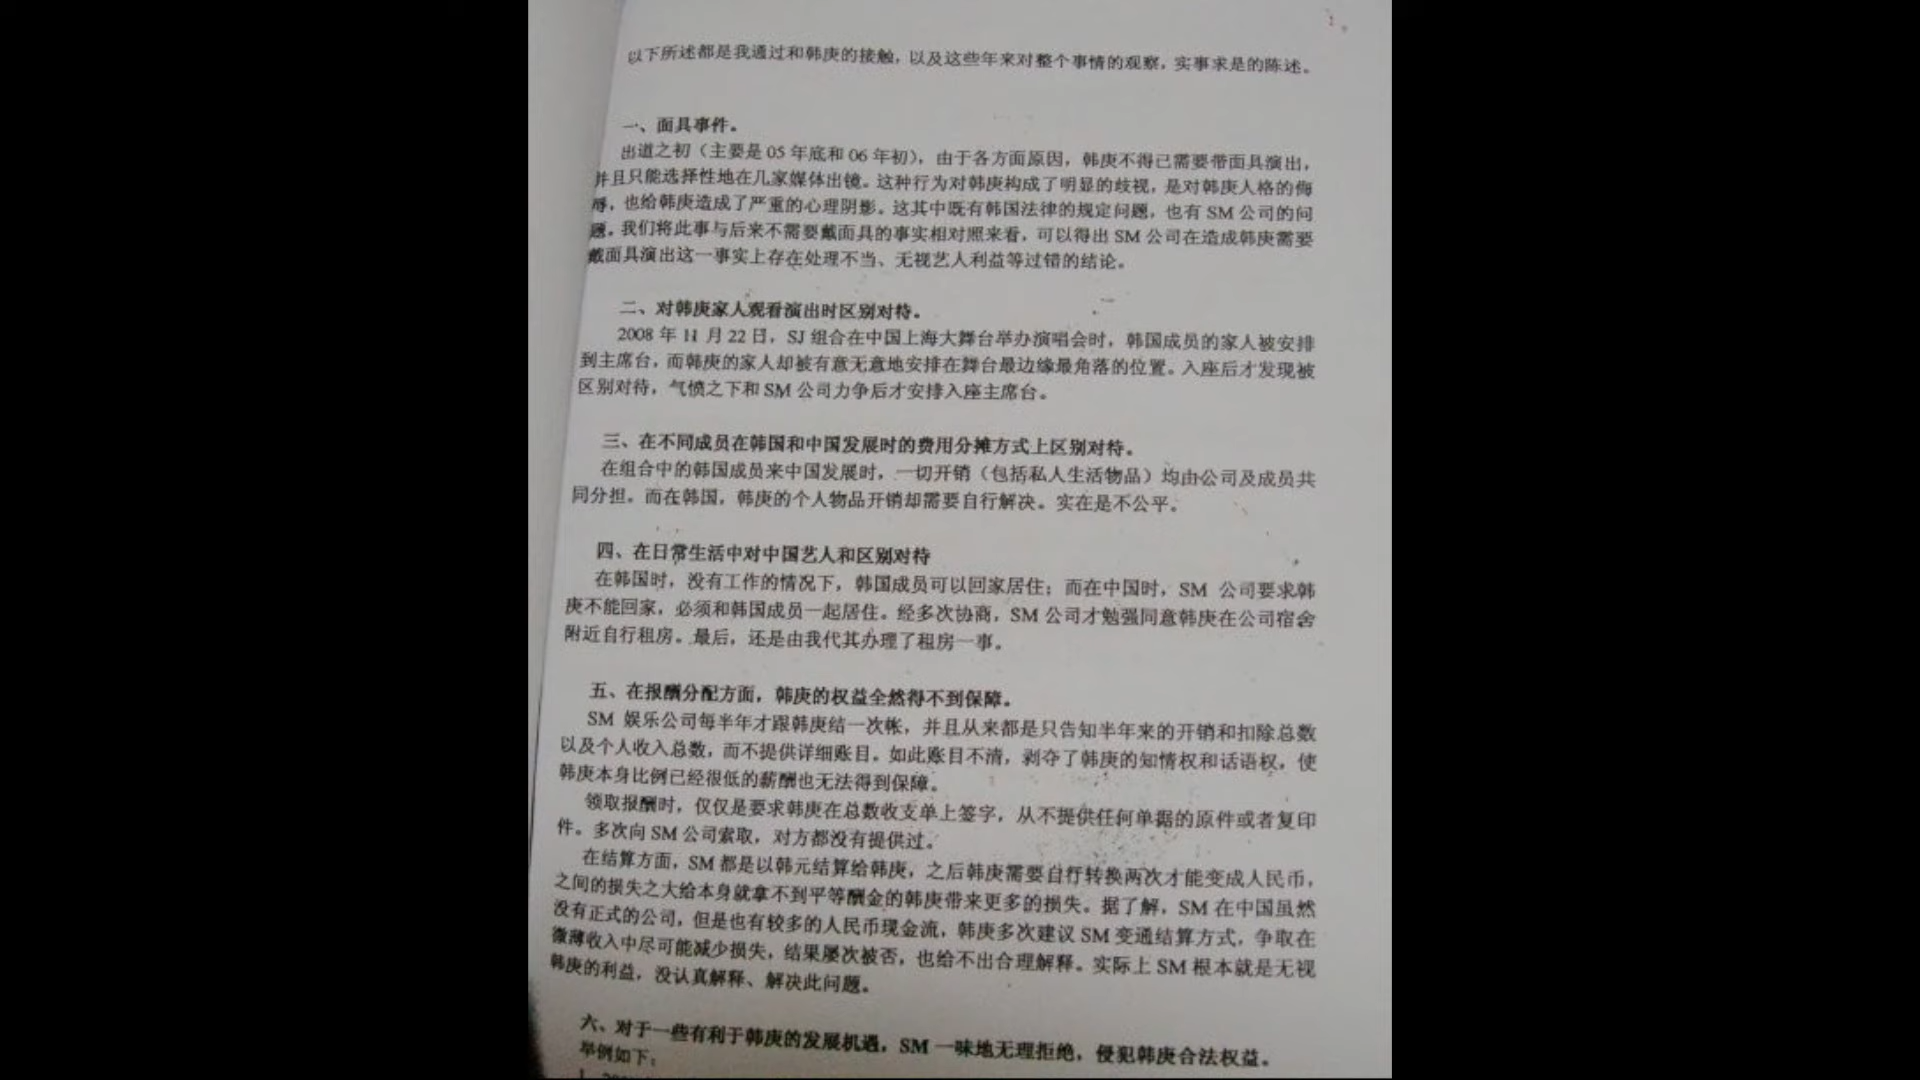 以下所述都是我通过和韩庚的接触，以及这些年来对整个事情的观察，实事求是的陈述。
一、面具事件。
出道之初（主要是05年底和06年初），由于各方面原因，韩庚不得已需要带面具演出，
并且只能选择性地在几家媒体出镜。这种行为对韩庚构成了明显的歧视，是对韩庚人格的侮
辱，也给韩庚造成了严重的心理阴影。这其中既有韩国法律的规定问题，也有SM公司的问
题。我们将此事与后来不需要戴面具的事实相对照来看，可以得出SM公司在造成韩庚需要
戴面具演出这一事实上存在处理不当、无视艺人利益等过错的结论。
二、对韩庚家人观看演出时区别对待。
2008年11月22日，SJ组合在中国上海大舞台举办演唱会时，韩国成员的家人被安排
到主席台，而韩庚的家人却被有意无意地安排在舞台最边缘最角落的位置。入座后才发现被
区别对待，气愤之下和SM公司力争后才安排入座主席台。
三、在不同成员在韩国和中国发展时的费用分摊方式上区别对待。
在组合中的韩国成员来中国发展时，一切开销（包括私人生活物品）均由公司及成员共
同分担。而在韩国，韩庚的个人物品开销却需要自行解决。实在是不公平。
四、在日常生活中对中国艺人和区别对待
在韩国时，没有工作的情况下，韩国成员可以回家居住；而在中国时，SM 公司要求韩
庚不能回家，必须和韩国成员一起居住。经多次协商，SM公司才勉强同意韩庚在公司宿舍
附近自行租房。最后，还是由我代其办理了租房一事。
五、在报酬分配方面，韩庚的权益全然得不到保障。
SM 娱乐公司每半年才跟韩庚结一次帐，并且从来都是只告知半年来的开销和扣除总数
以及个人收入总数，而不提供详细账目。如此账目不清，剥夺了韩庚的知情权和话语权，使
韩庚本身比例已经很低的薪酬也无法得到保障。
领取报酬时，仅仅是要求韩庚在总数收支单上签字，从不提供任何单据的原件或者复印
件。多次向SM公司索取，对方都没有提供过。
在结算方面，SM都是以韩元结算给韩庚，之后韩庚需要自行转换两次才能变成人民币，
之间的损失之大给本身就拿不到平等酬金的韩庚带来更多的损失。据了解，SM在中国虽然
没有正式的公司，但是也有较多的人民币现金流，韩庚多次建议SM变通结算方式，争取在
微薄收入中尽可能减少损失，结果屡次被否，也给不出合理解释。实际上SM根本就是无视
韩庚的利益，没认真解释、解决此问题。
六、对于一些有利于韩庚的发展机遇，SM一味地无理拒绝，侵犯韩庚合法权益。
举例如下：